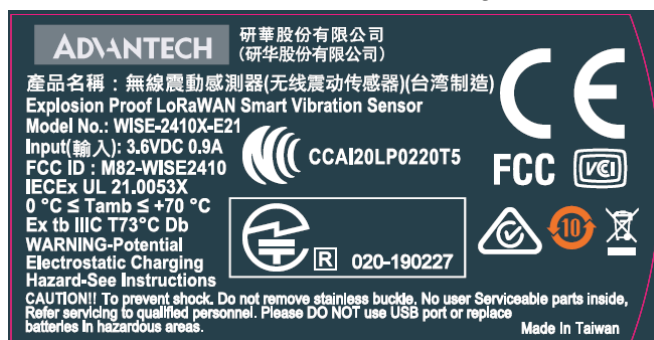 ADVANTECH
研華股份有限公司
(研华股份有限公司)
產品名稱：無線震動感測器(无线震动传感器)(台湾制造)
Explosion Proof LoRaWAN Smart Vibration Sensor
Model No.: WISE-2410X-E21
Input(輸入): 3.6VDC 0.9A
FCC ID : M82-WISE2410
IECEx UL 21.0053X
0 °C ≤ Tamb ≤ +70 °C
Ex tb IIIC T73°C Db
WARNING-Potential
Electrostatic Charging
Hazard-See Instructions
CCAI20LP0220T5
CE
FCC
VCI
R 020-190227
10
CAUTION!! To prevent shock. Do not remove stainless buckle. No user Serviceable parts inside,
Refer servicing to qualified personnel. Please DO NOT use USB port or replace
batteries in hazardous areas.
Made In Taiwan